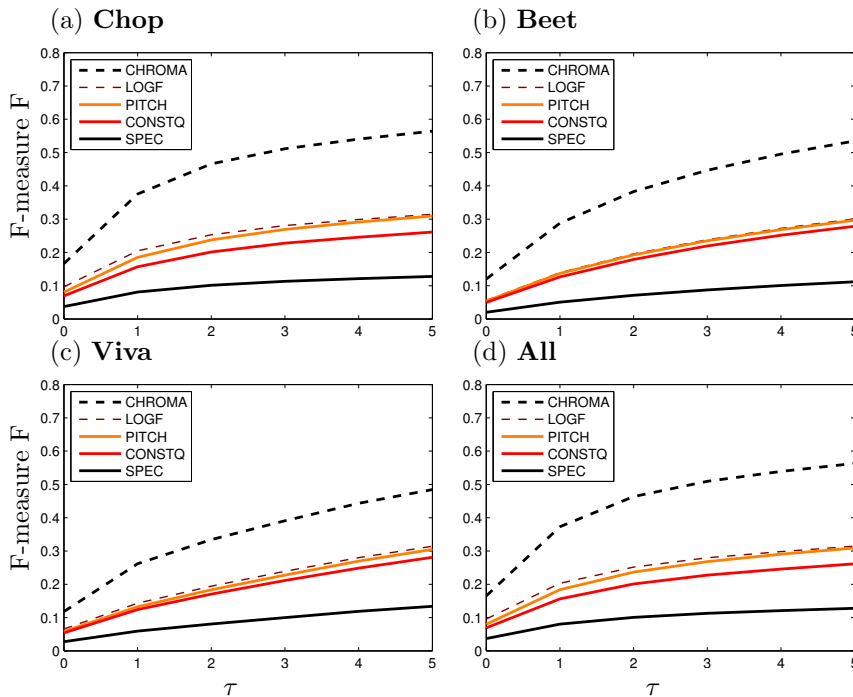 (a) Chop
F-measure F
0.8
0.7
0.6
0.5
0.4
0.3
0.2
0.1
0
CHROMA
LOGF
PITCH
CONSTQ
SPEC
0 1 2 3 4 5
(b) Beet
0.8
0.7
0.6
0.5
0.4
0.3
0.2
0.1
0
CHROMA
LOGF
PITCH
CONSTQ
SPEC
0 1 2 3 4 5
(c) Viva
F-measure F
0.8
0.7
0.6
0.5
0.4
0.3
0.2
0.1
0
CHROMA
LOGF
PITCH
CONSTQ
SPEC
0 1 2 3 4 5
τ
(d) All
0.8
0.7
0.6
0.5
0.4
0.3
0.2
0.1
0
CHROMA
LOGF
PITCH
CONSTQ
SPEC
0 1 2 3 4 5
τ